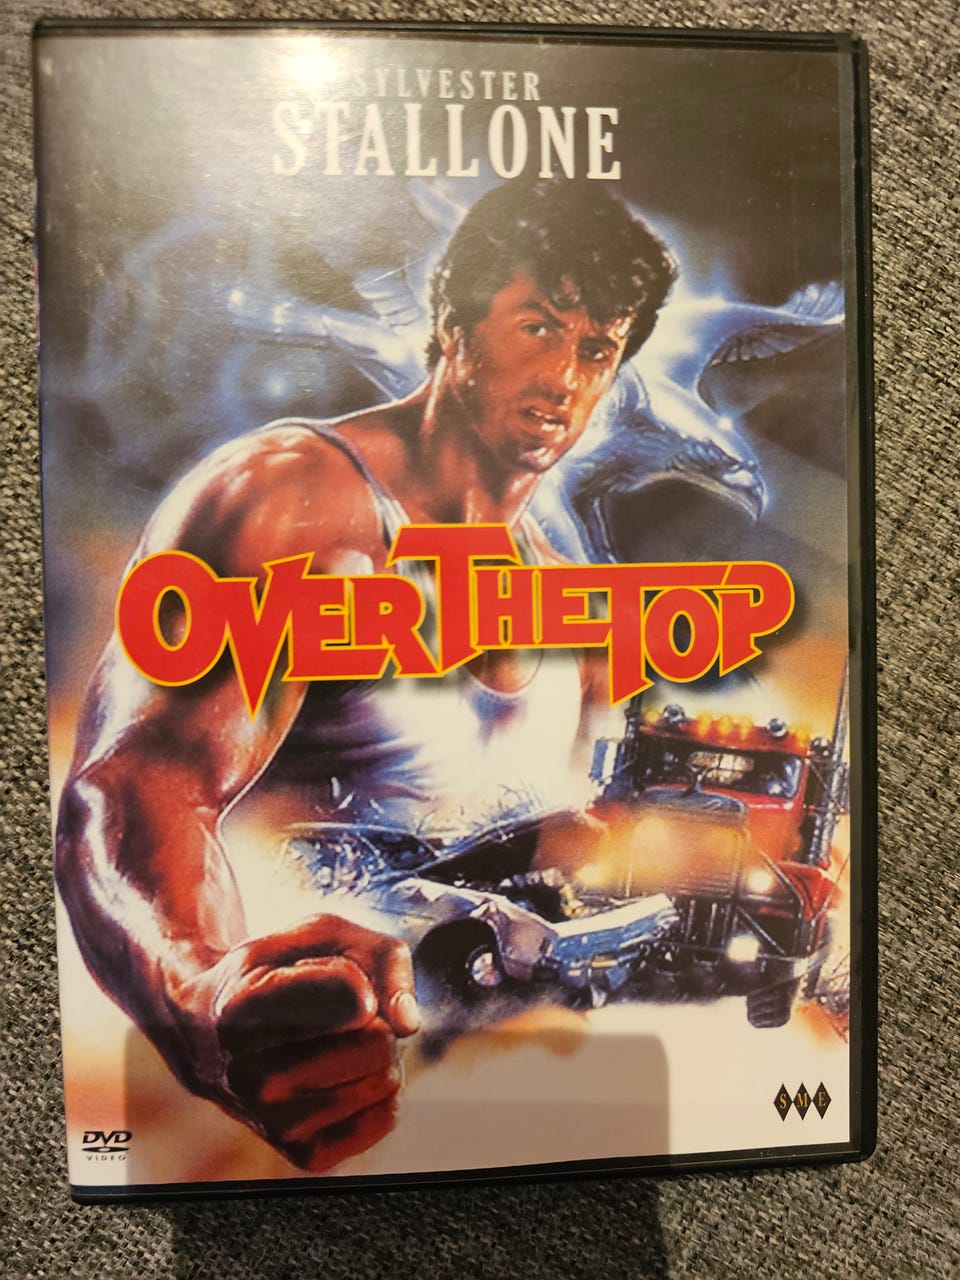 SYLVESTER
STALLONE
OVER THE TOP
SME
DVD
VIDEO